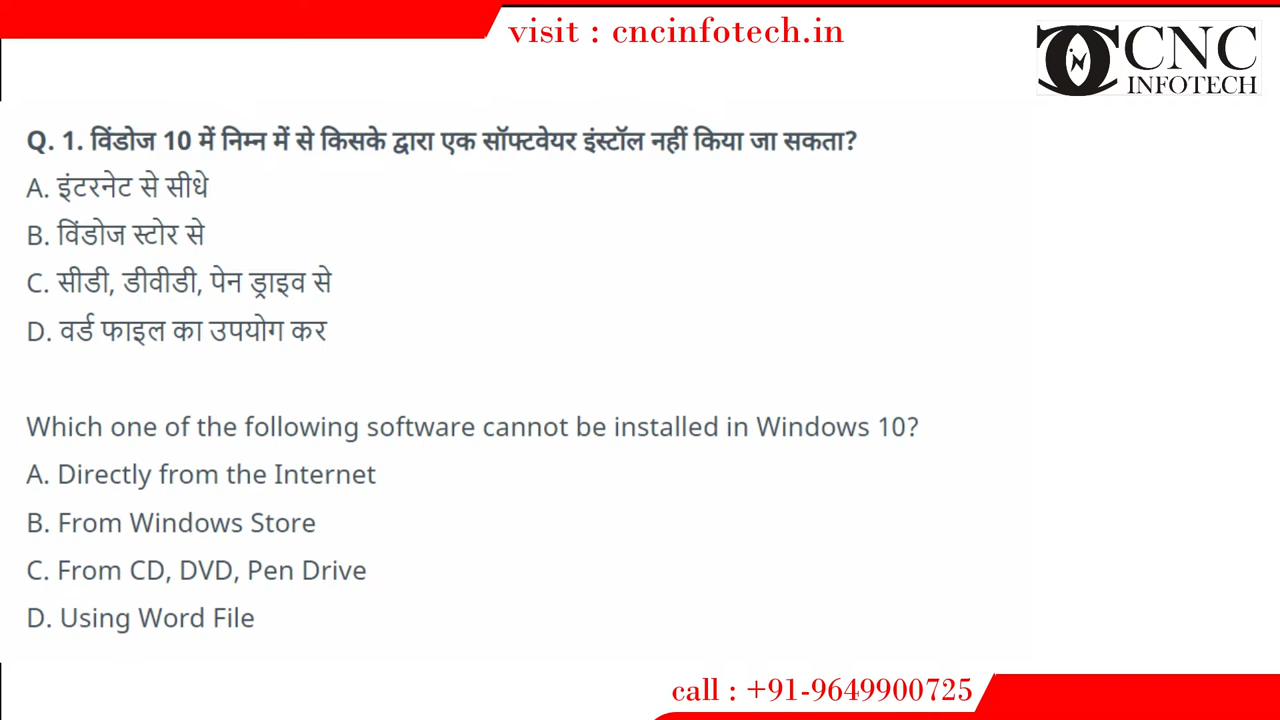 visit : cncinfotech.in
CNC
INFOTECH
Q. 1. विंडोज 10 में निम्न में से किसके द्वारा एक सॉफ्टवेयर इंस्टॉल नहीं किया जा सकता?
A. इंटरनेट से सीधे
B. विंडोज स्टोर से
C. सीडी, डीवीडी, पेन ड्राइव से
D. वर्ड फाइल का उपयोग कर
Which one of the following software cannot be installed in Windows 10?
A. Directly from the Internet
B. From Windows Store
C. From CD, DVD, Pen Drive
D. Using Word File
call : +91-9649900725